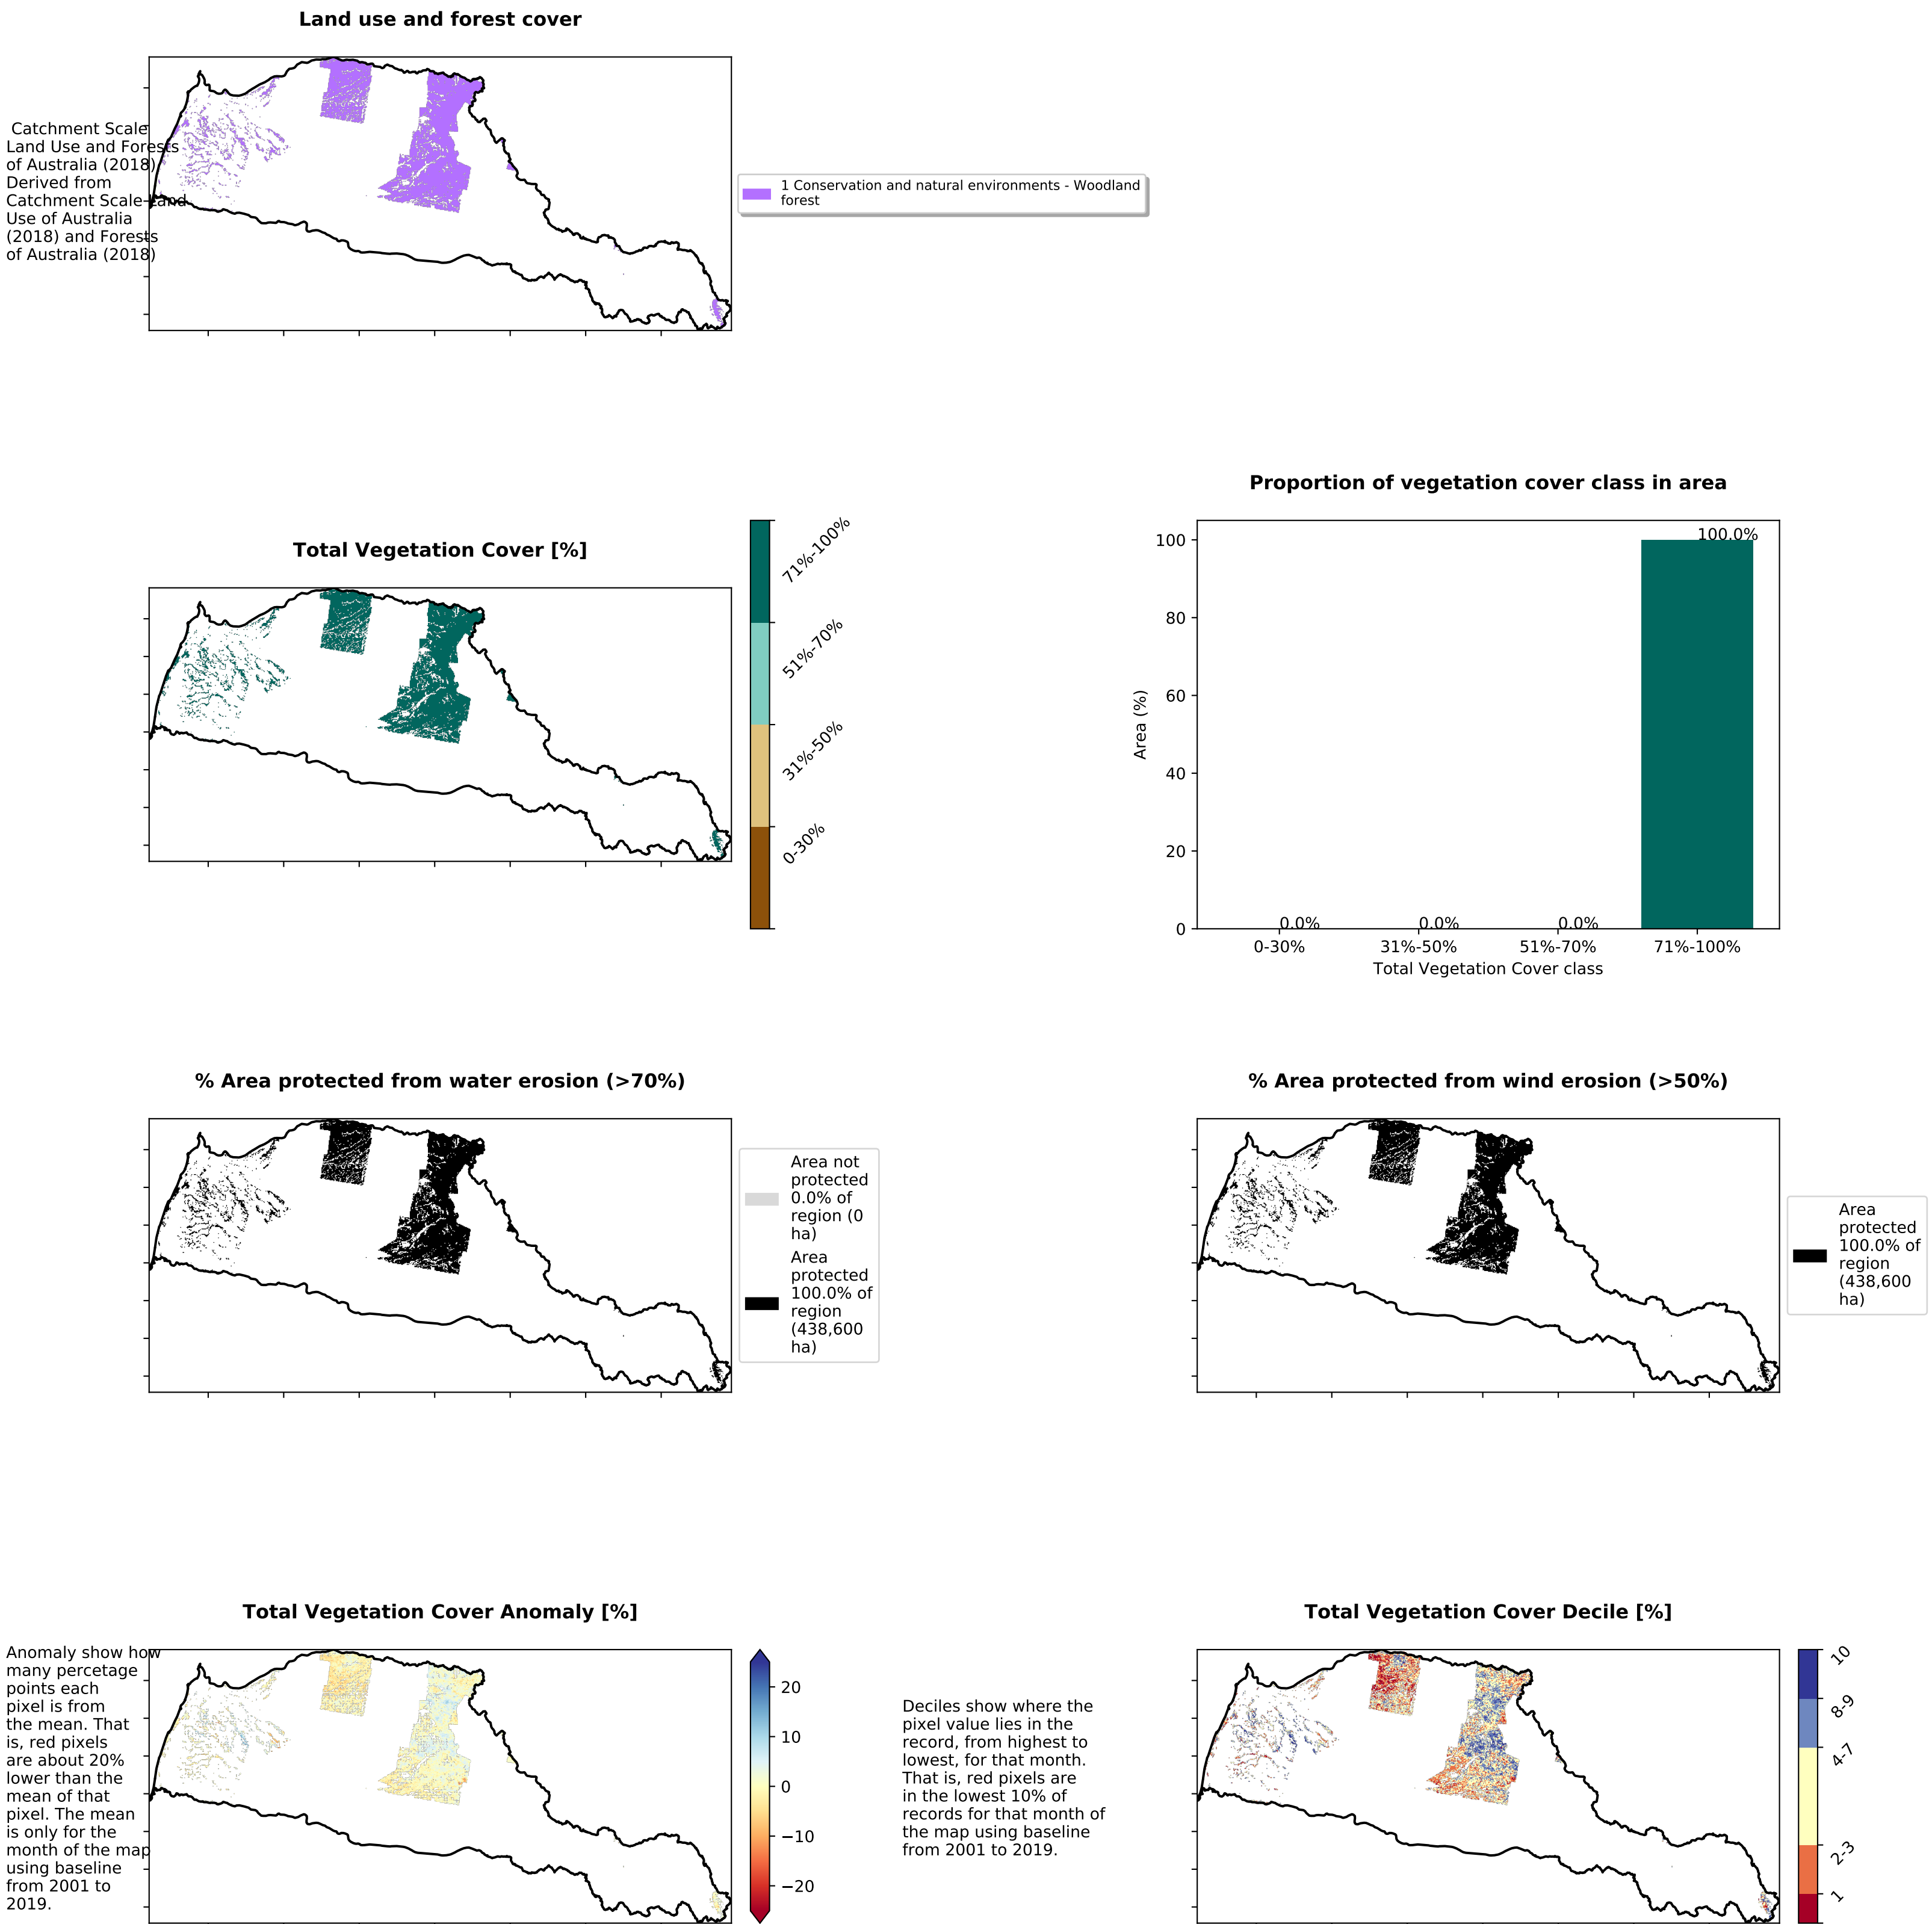 Land use and forest cover
Catchment Scale
Land Use and Forests
of Australia (2018)
Derived from
Catchment Scale Land
Use of Australia
(2018) and Forests
of Australia (2018)
1 Conservation and natural environments - Woodland
forest
Total Vegetation Cover [%]
71%-100%
51%-70%
31%-50%
0-30%
Proportion of vegetation cover class in area
100.0%
0.0%
0.0%
0.0%
100
80
60
40
20
0
Area (%)
0-30%
31%-50%
51%-70%
71%-100%
Total Vegetation Cover class
% Area protected from water erosion (>70%)
Area not
protected
0.0% of
region (0
ha)
Area
protected
100.0% of
region
(438,600
ha)
% Area protected from wind erosion (>50%)
Area
protected
100.0% of
region
(438,600
ha)
Total Vegetation Cover Anomaly [%]
Anomaly show how
many percetage
points each
pixel is from
the mean. That
is, red pixels
are about 20%
lower than the
mean of that
pixel. The mean
is only for the
month of the map
using baseline
from 2001 to
2019.
20
10
0
−10
−20
Total Vegetation Cover Decile [%]
Deciles show where the
pixel value lies in the
record, from highest to
lowest, for that month.
That is, red pixels are
in the lowest 10% of
records for that month of
the map using baseline
from 2001 to 2019.
10
8-9
4-7
2-3
1